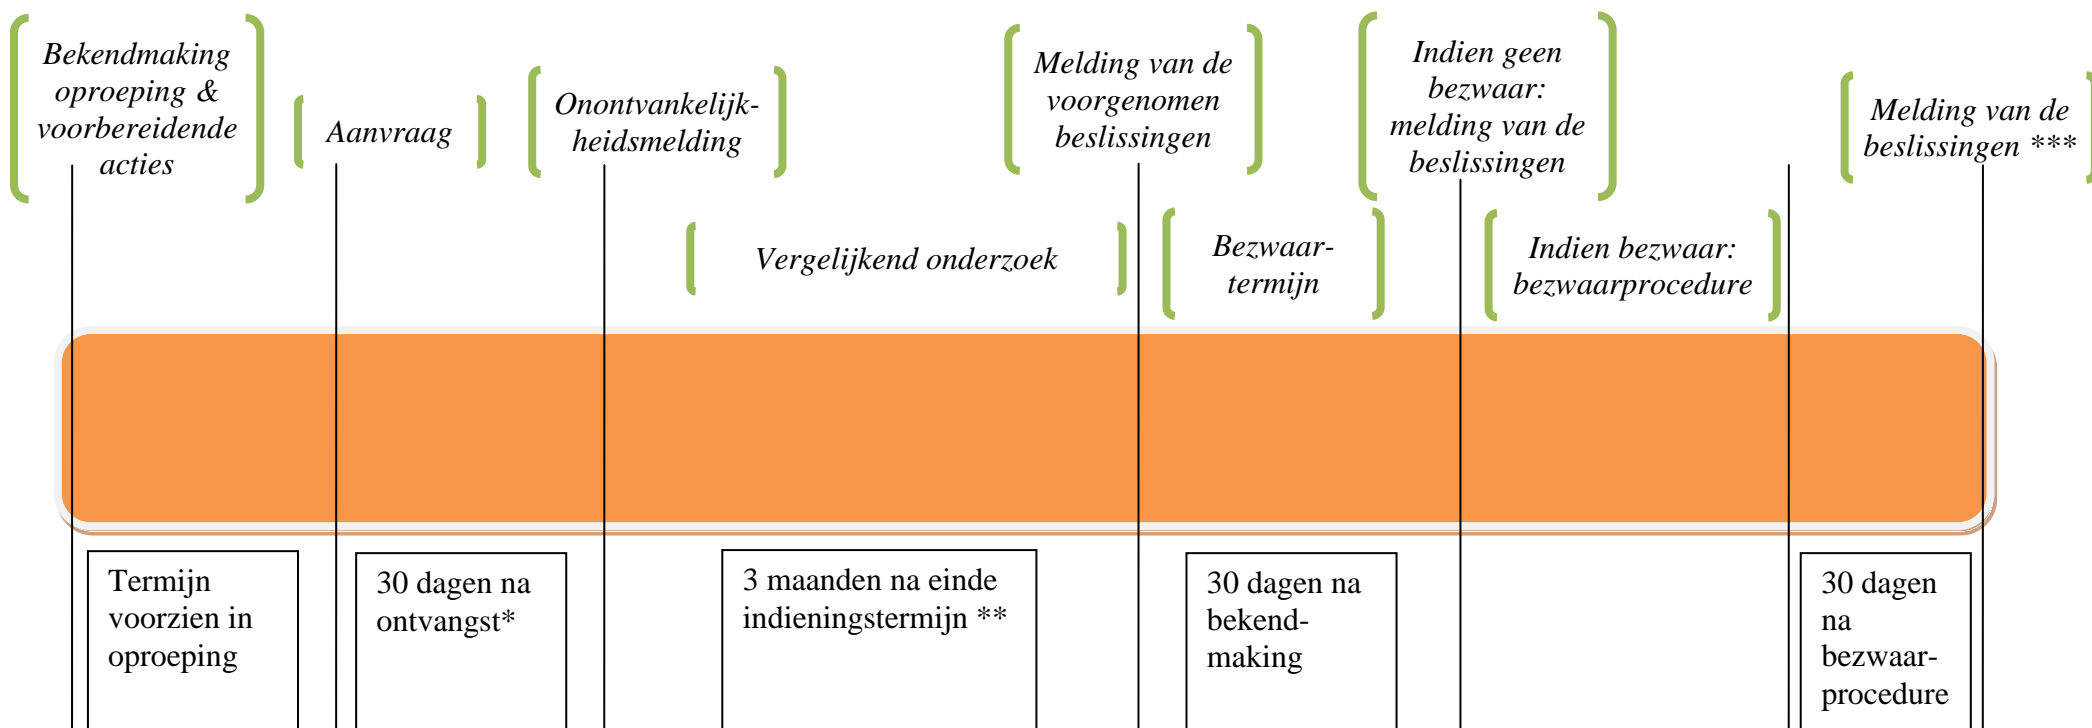 Bekendmaking
oproeping &
voorbereidende
acties
Aanvraag
Onontvankelijk-
heidsmelding
Melding van de
voorgenomen
beslissingen
Indien geen
bezwaar:
melding van de
beslissingen
Melding van de
beslissingen ***
Vergelijkend onderzoek
Bezwaar-
termijn
Indien bezwaar:
bezwaarprocedure
Termijn
voorzien in
oproeping
30 dagen na
ontvangst*
3 maanden na einde
indieningstermijn **
30 dagen na
bekend-
making
30 dagen
na
bezwaar-
procedure